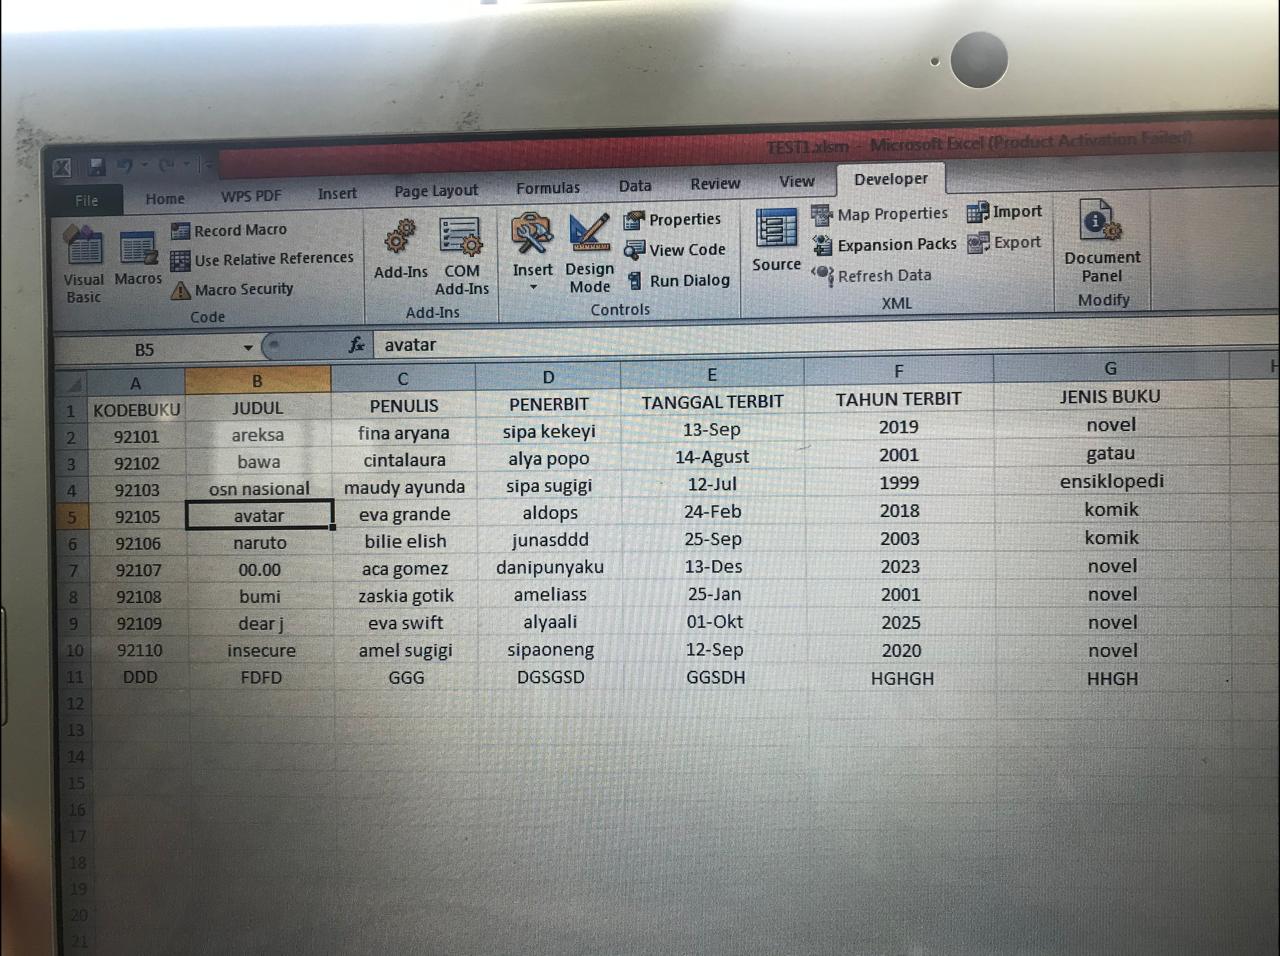 TEST1.xlsm - Microsoft Excel (Product Activation Failed)
File Home WPS PDF Insert Page Layout Formulas Data Review View Developer
Visual Basic
Macros
Record Macro
Use Relative References
Macro Security
Code
Add-Ins
COM Add-Ins
Add-Ins
Insert
Design Mode
Properties
View Code
Run Dialog
Controls
Source
Map Properties
Expansion Packs
Refresh Data
Import
Export
XML
Document Panel
Modify
B5 fx avatar
A B C D E F G H
1 KODEBUKU JUDUL PENULIS PENERBIT TANGGAL TERBIT TAHUN TERBIT JENIS BUKU
2 92101 areksa fina aryana sipa kekeyi 13-Sep 2019 novel
3 92102 bawa cintalaura alya popo 14-Agust 2001 gatau
4 92103 osn nasional maudy ayunda sipa sugigi 12-Jul 1999 ensiklopedi
5 92105 avatar eva grande aldops 24-Feb 2018 komik
6 92106 naruto bilie elish junasddd 25-Sep 2003 komik
7 92107 00.00 aca gomez danipunyaku 13-Des 2023 novel
8 92108 bumi zaskia gotik ameliass 25-Jan 2001 novel
9 92109 dear j eva swift alyaali 01-Okt 2025 novel
10 92110 insecure amel sugigi sipaoneng 12-Sep 2020 novel
11 DDD FDFD GGG DGSGSD GGSDH HGHGH HHGH
12
13
14
15
16
17
18
19
20
21